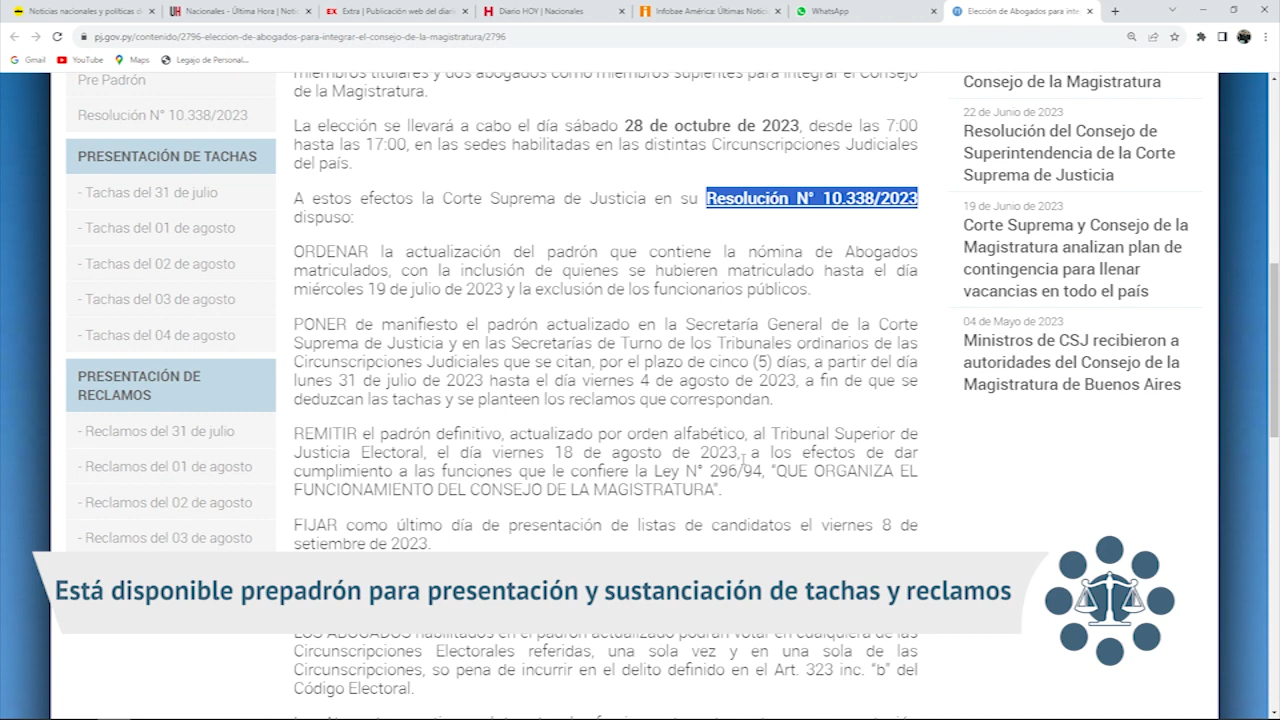 Noticias nacionales y políticas d
Nacionales - Última Hora | Notic
Extra | Publicación web del diari
Diario HOY | Nacionales
Infobae América: Últimas Notici
WhatsApp
Elección de Abogados para inte
pj.gov.py/contenido/2796-eleccion-de-abogados-para-integrar-el-consejo-de-la-magistratura/2796
Gmail
YouTube
Maps
Legajo de Personal...
Pre Padrón
Resolución N° 10.338/2023
PRESENTACIÓN DE TACHAS
- Tachas del 31 de julio
- Tachas del 01 de agosto
- Tachas del 02 de agosto
- Tachas del 03 de agosto
- Tachas del 04 de agosto
PRESENTACIÓN DE
RECLAMOS
- Reclamos del 31 de julio
- Reclamos del 01 de agosto
- Reclamos del 02 de agosto
- Reclamos del 03 de agosto
miembros titulares y dos abogados como miembros suplentes para integrar el Consejo
de la Magistratura.
La elección se llevará a cabo el día sábado 28 de octubre de 2023, desde las 7:00
hasta las 17:00, en las sedes habilitadas en las distintas Circunscripciones Judiciales
del país.
A estos efectos la Corte Suprema de Justicia en su Resolución N° 10.338/2023
dispuso:
ORDENAR la actualización del padrón que contiene la nómina de Abogados
matriculados, con la inclusión de quienes se hubieren matriculado hasta el día
miércoles 19 de julio de 2023 y la exclusión de los funcionarios públicos.
PONER de manifiesto el padrón actualizado en la Secretaría General de la Corte
Suprema de Justicia y en las Secretarías de Turno de los Tribunales ordinarios de las
Circunscripciones Judiciales que se citan, por el plazo de cinco (5) días, a partir del día
lunes 31 de julio de 2023 hasta el día viernes 4 de agosto de 2023, a fin de que se
deduzcan las tachas y se planteen los reclamos que correspondan.
REMITIR el padrón definitivo, actualizado por orden alfabético, al Tribunal Superior de
Justicia Electoral, el día viernes 18 de agosto de 2023, a los efectos de dar
cumplimiento a las funciones que le confiere la Ley N° 296/94, “QUE ORGANIZA EL
FUNCIONAMIENTO DEL CONSEJO DE LA MAGISTRATURA”.
FIJAR como último día de presentación de listas de candidatos el viernes 8 de
setiembre de 2023.
LOS ABOGADOS habilitados en el padrón actualizado podrán votar en cualquiera de las
Circunscripciones Electorales referidas, una sola vez y en una sola de las
Circunscripciones, so pena de incurrir en el delito definido en el Art. 323 inc. “b” del
Código Electoral.
Consejo de la Magistratura
22 de Junio de 2023
Resolución del Consejo de
Superintendencia de la Corte
Suprema de Justicia
19 de Junio de 2023
Corte Suprema y Consejo de la
Magistratura analizan plan de
contingencia para llenar
vacancias en todo el país
04 de Mayo de 2023
Ministros de CSJ recibieron a
autoridades del Consejo de la
Magistratura de Buenos Aires
Está disponible prepadrón para presentación y sustanciación de tachas y reclamos